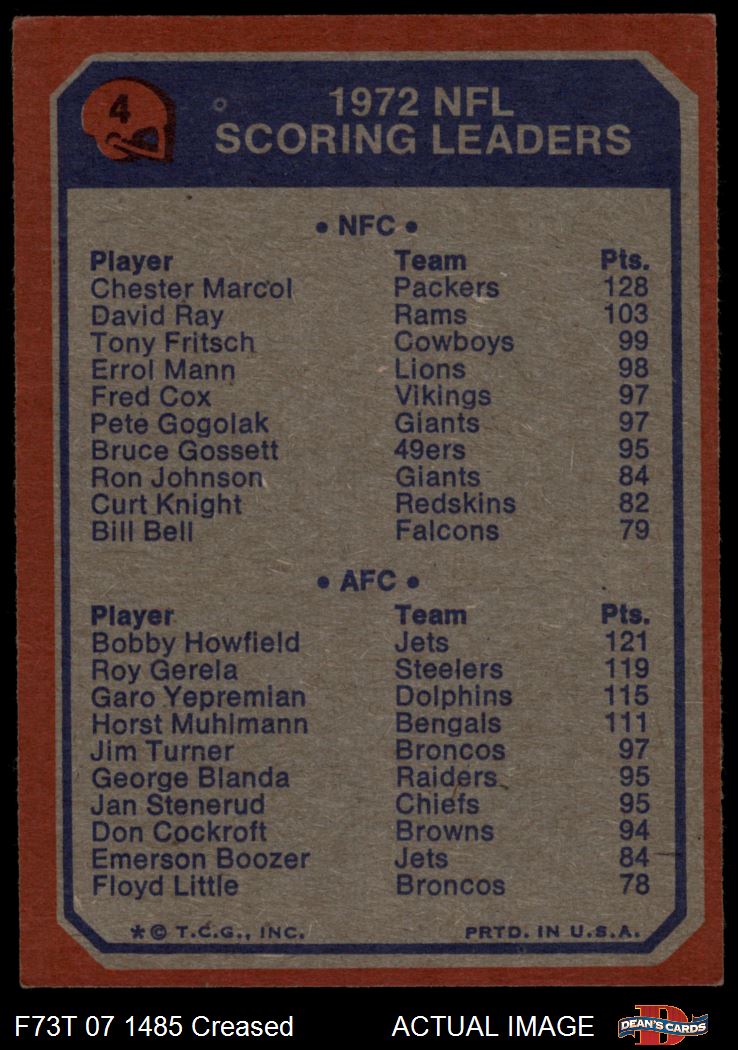 4
1972 NFL
SCORING LEADERS
• NFC •
Player Team Pts.
Chester Marcol Packers 128
David Ray Rams 103
Tony Fritsch Cowboys 99
Errol Mann Lions 98
Fred Cox Vikings 97
Pete Gogolak Giants 97
Bruce Gossett 49ers 95
Ron Johnson Giants 84
Curt Knight Redskins 82
Bill Bell Falcons 79
• AFC •
Player Team Pts.
Bobby Howfield Jets 121
Roy Gerela Steelers 119
Garo Yepremian Dolphins 115
Horst Muhlmann Bengals 111
Jim Turner Broncos 97
George Blanda Raiders 95
Jan Stenerud Chiefs 95
Don Cockroft Browns 94
Emerson Boozer Jets 84
Floyd Little Broncos 78
*© T.C.G., INC. PRTD. IN U.S.A.
F73T 07 1485 Creased ACTUAL IMAGE D DEAN'S CARDS